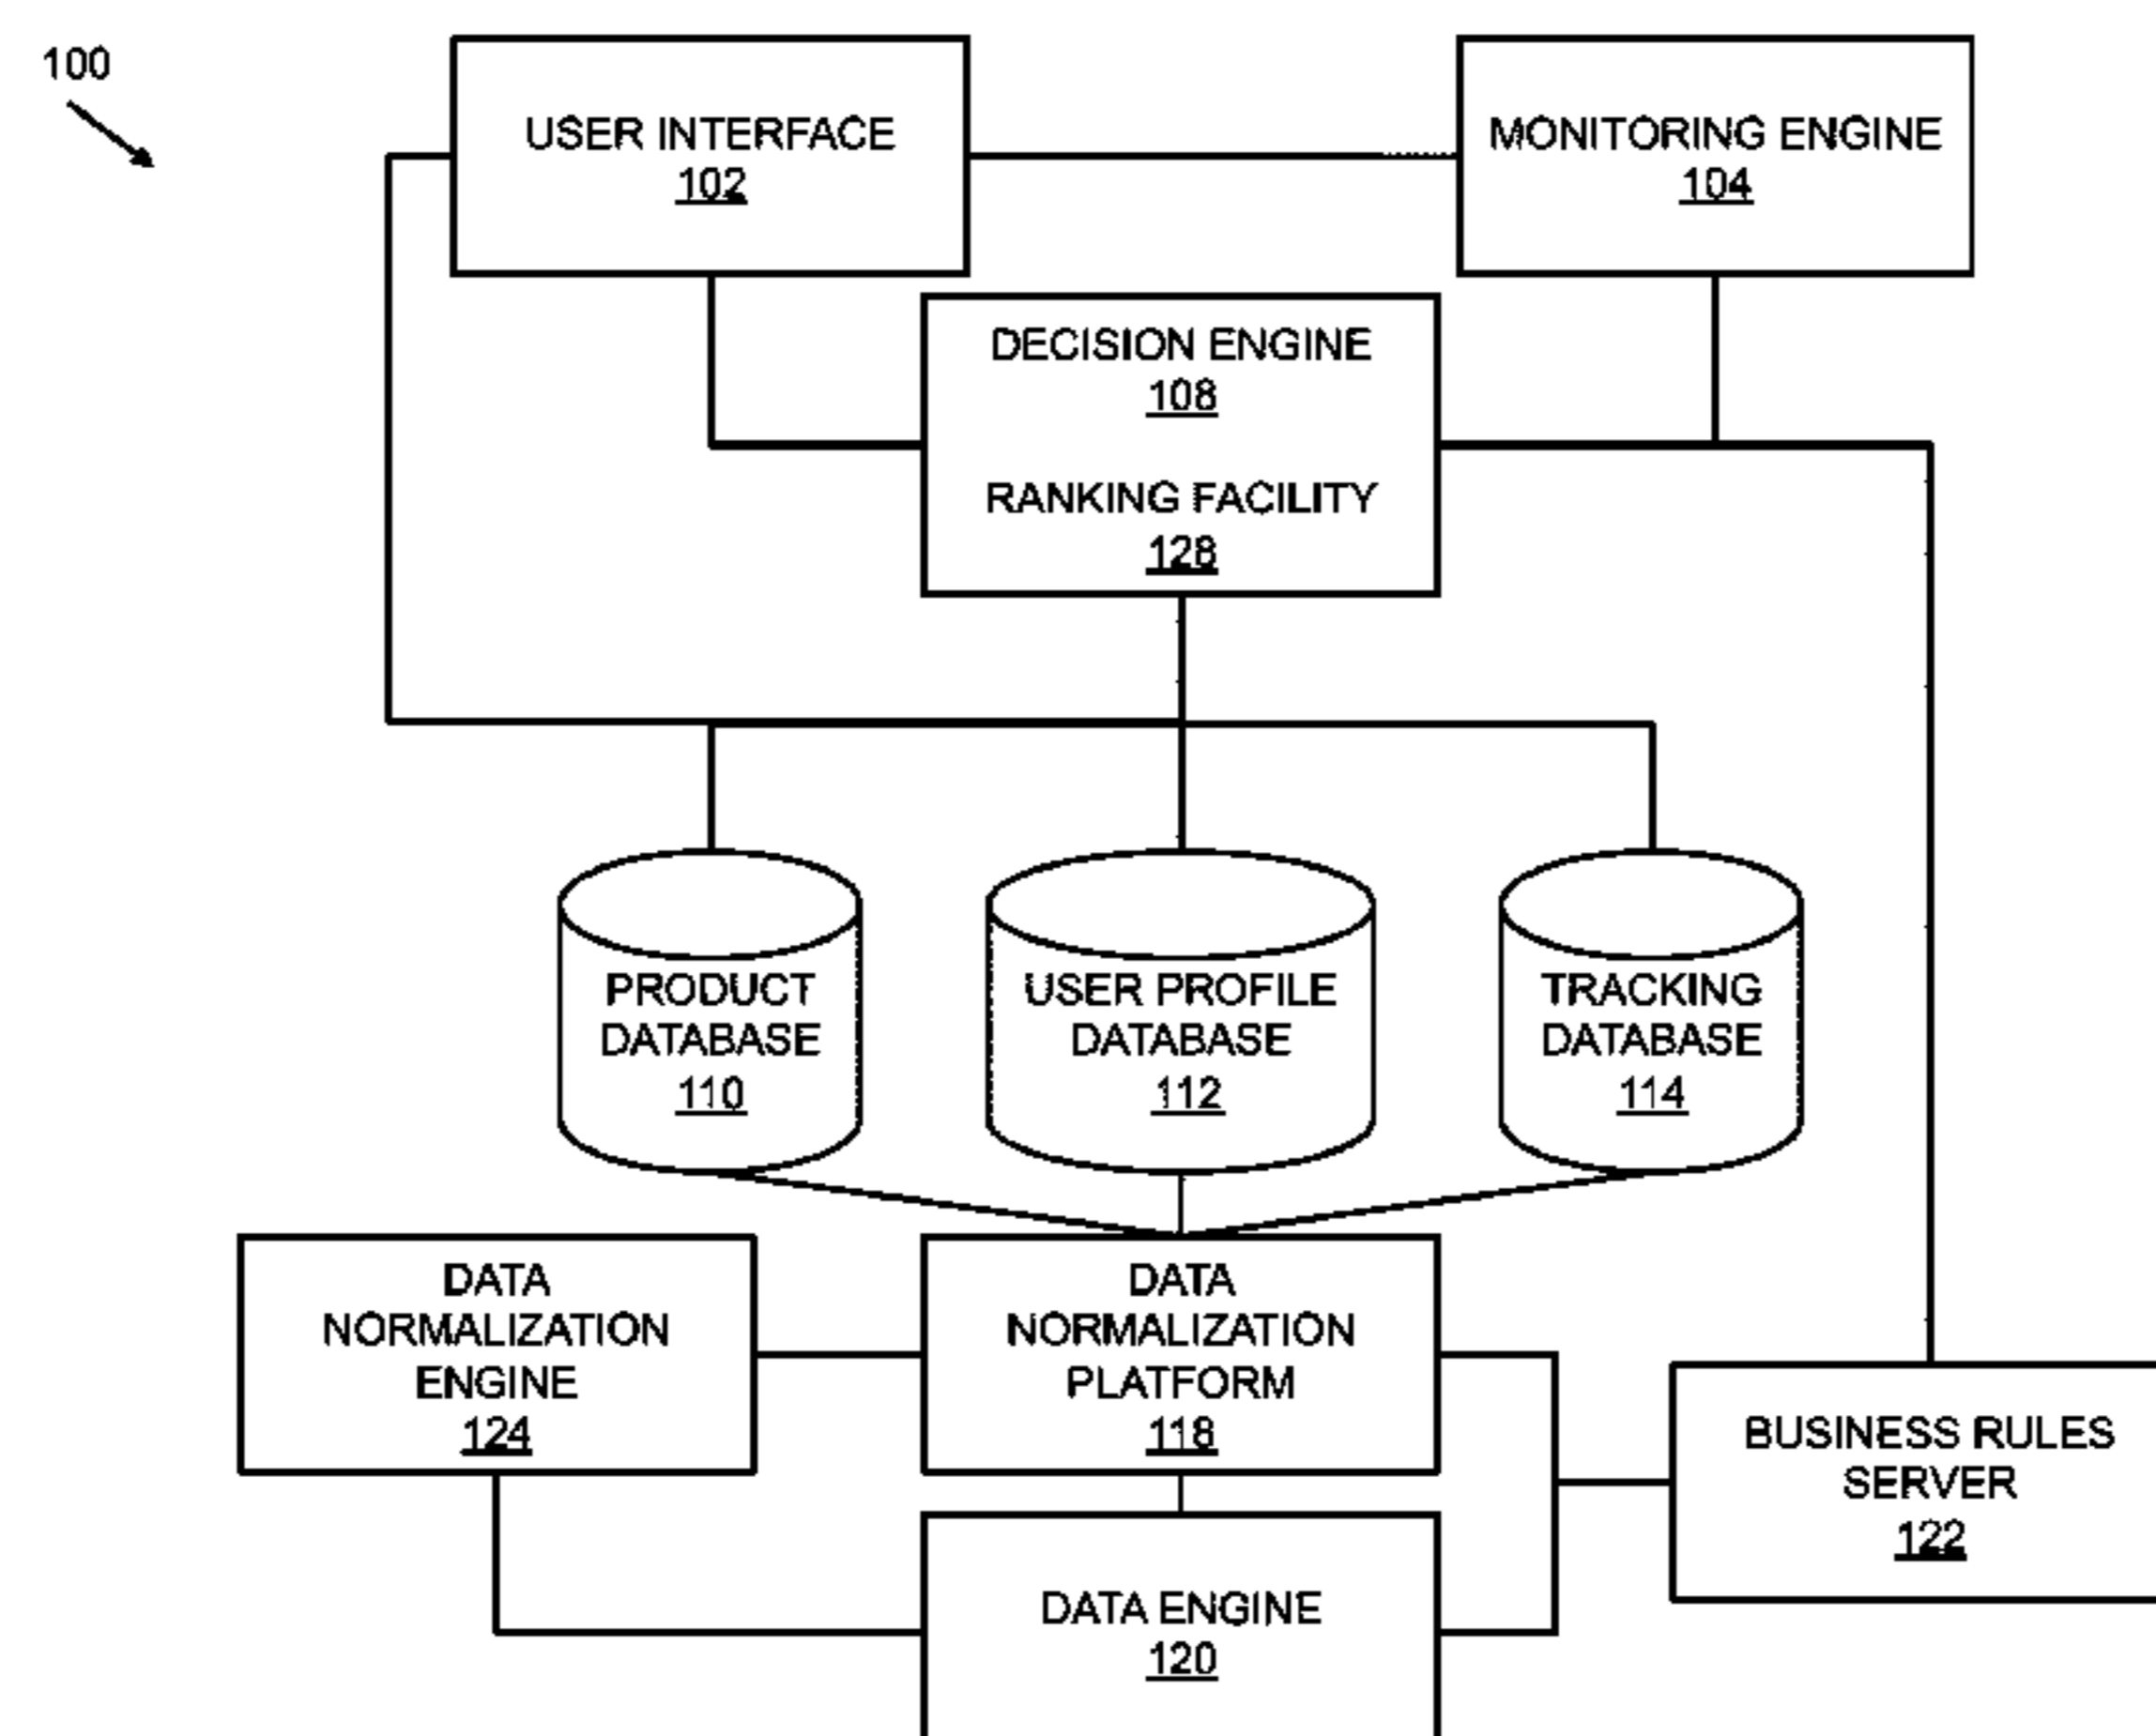 100
USER INTERFACE
102
MONITORING ENGINE
104
DECISION ENGINE
108
RANKING FACILITY
128
PRODUCT
DATABASE
110
USER PROFILE
DATABASE
112
TRACKING
DATABASE
114
DATA
NORMALIZATION
ENGINE
124
DATA
NORMALIZATION
PLATFORM
118
BUSINESS RULES
SERVER
122
DATA ENGINE
120